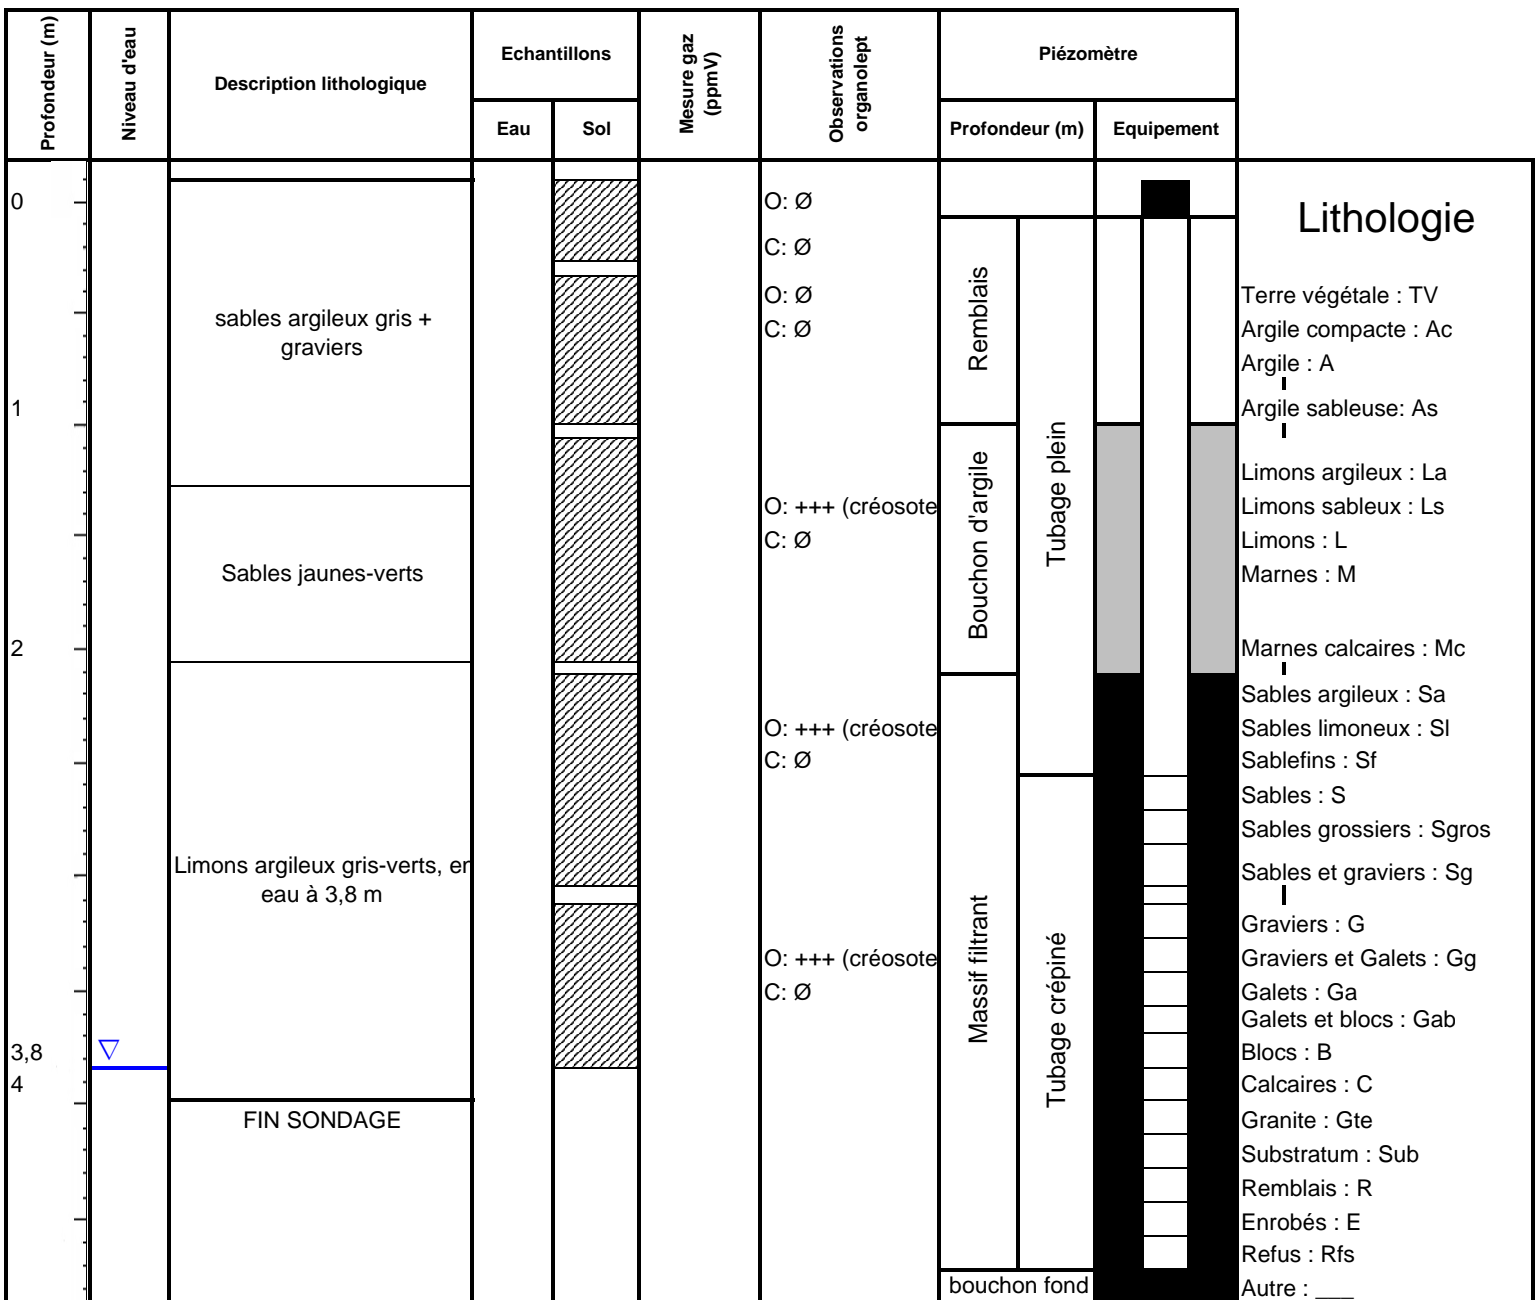 Profondeur (m)
Niveau d'eau
Description lithologique
Echantillons
Eau
Sol
Mesure gaz
(ppmV)
Observations
organolept
Piézomètre
Profondeur (m)
Equipement
0
1
2
3,8
4
sables argileux gris +
graviers
Sables jaunes-verts
Limons argileux gris-verts, en
eau à 3,8 m
FIN SONDAGE
O: Ø
C: Ø
O: Ø
C: Ø
O: +++ (créosote
C: Ø
O: +++ (créosote
C: Ø
O: +++ (créosote
C: Ø
Remblais
Bouchon d'argile
Massif filtrant
Tubage plein
Tubage crépiné
bouchon fond
Lithologie
Terre végétale : TV
Argile compacte : Ac
Argile : A
Argile sableuse: As
Limons argileux : La
Limons sableux : Ls
Limons : L
Marnes : M
Marnes calcaires : Mc
Sables argileux : Sa
Sables limoneux : Sl
Sablefins : Sf
Sables : S
Sables grossiers : Sgros
Sables et graviers : Sg
Graviers : G
Graviers et Galets : Gg
Galets : Ga
Galets et blocs : Gab
Blocs : B
Calcaires : C
Granite : Gte
Substratum : Sub
Remblais : R
Enrobés : E
Refus : Rfs
Autre : ___